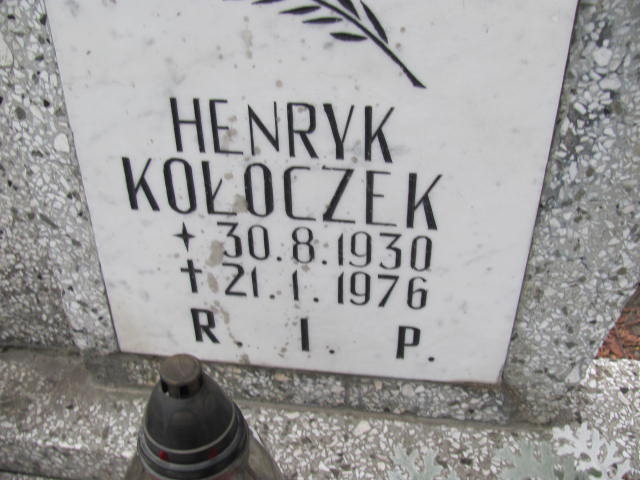 HENRYK
KOŁOCZEK
✦ 30.8.1930
✝ 21.1.1976
R. I. P.